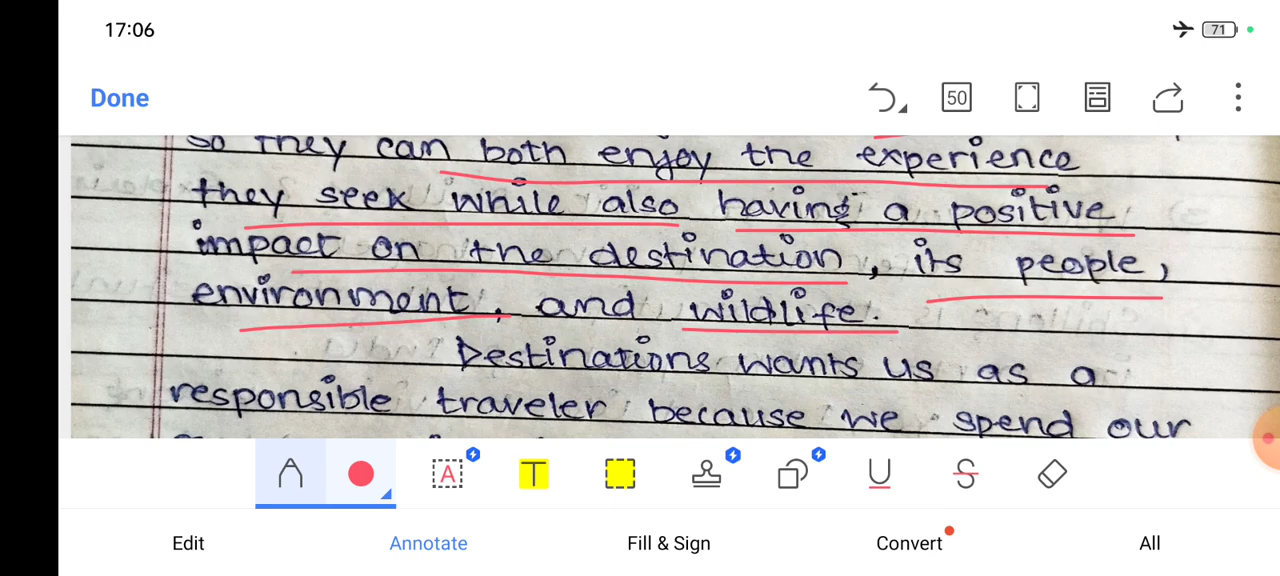 17:06
71
Done
50
so they can both enjoy the experience
they seek while also having a positive
impact on the destination, its people,
environment, and wildlife.
Destinations wants us as a
responsible traveler because we spend our
A T
U S
Edit Annotate Fill & Sign Convert All